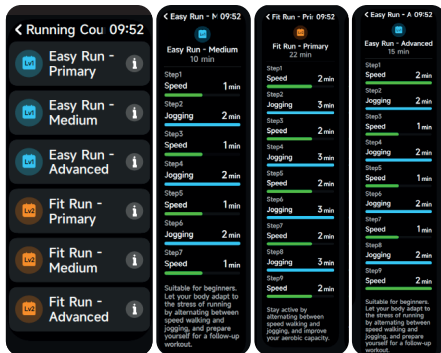 Running Cou 09:52
Lv1
Easy Run -
Primary
Lv1
Easy Run -
Medium
Lv1
Easy Run -
Advanced
Lv2
Fit Run -
Primary
Lv2
Fit Run -
Medium
Lv2
Fit Run -
Advanced
Easy Run - M 09:52
Easy Run - Medium
10 min
Step1
Speed 1 min
Step2
Jogging 2 min
Step3
Speed 1 min
Step4
Jogging 2 min
Step5
Speed 1 min
Step6
Jogging 2 min
Step7
Speed 1 min
Suitable for beginners.
Let your body adapt to
the stress of running
by alternating between
speed walking and
jogging, and prepare
yourself for a follow-up
workout.
Fit Run - Pri 09:52
Fit Run - Primary
22 min
Step1
Speed 2 min
Step2
Jogging 3 min
Step3
Speed 2 min
Step4
Jogging 3 min
Step5
Speed 2 min
Step6
Jogging 3 min
Step7
Speed 2 min
Step8
Jogging 3 min
Step9
Speed 2 min
Stay active by
alternating between
speed walking and
jogging, and improve
your aerobic capacity.
Easy Run - A 09:52
Easy Run - Advanced
15 min
Step1
Speed 2 min
Step2
Jogging 2 min
Step3
Speed 1 min
Step4
Jogging 2 min
Step5
Speed 1 min
Step6
Jogging 2 min
Step7
Speed 1 min
Step8
Jogging 2 min
Step9
Speed 2 min
Suitable for beginners.
Let your body adapt to
the stress of running
by alternating between
speed walking and
jogging, and prepare
yourself for a follow-up
workout.